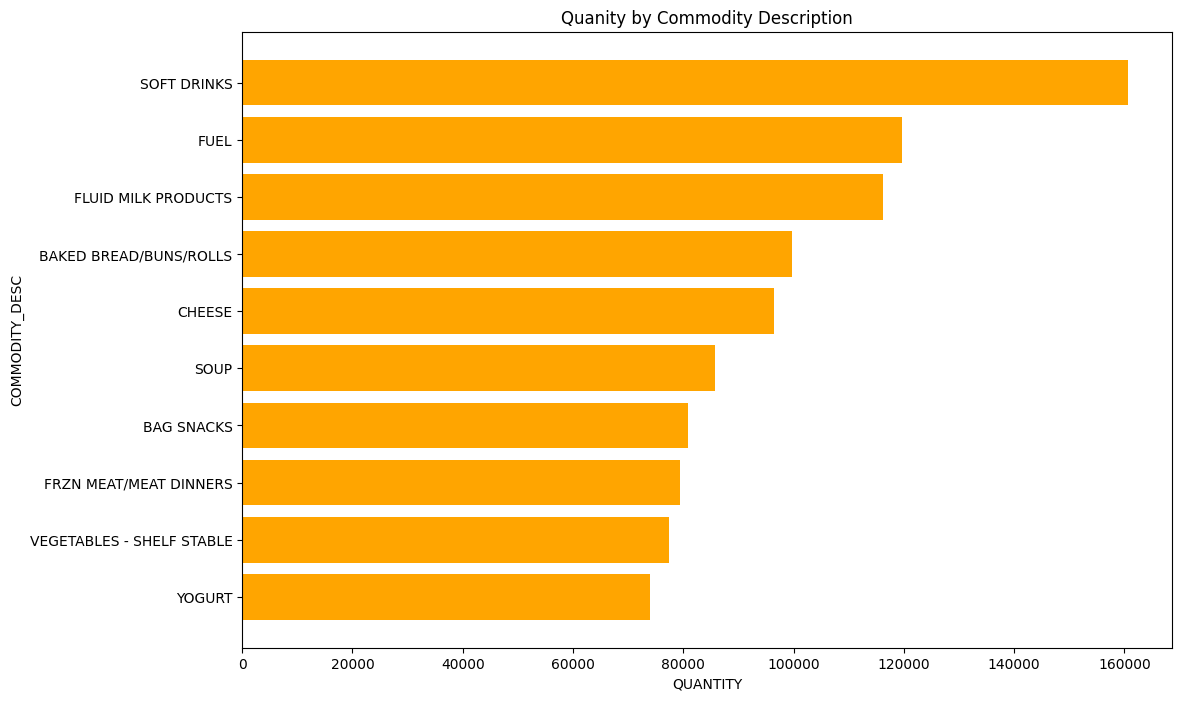 Quanity by Commodity Description
COMMODITY_DESC
SOFT DRINKS
FUEL
FLUID MILK PRODUCTS
BAKED BREAD/BUNS/ROLLS
CHEESE
SOUP
BAG SNACKS
FRZN MEAT/MEAT DINNERS
VEGETABLES - SHELF STABLE
YOGURT
0 20000 40000 60000 80000 100000 120000 140000 160000
QUANTITY